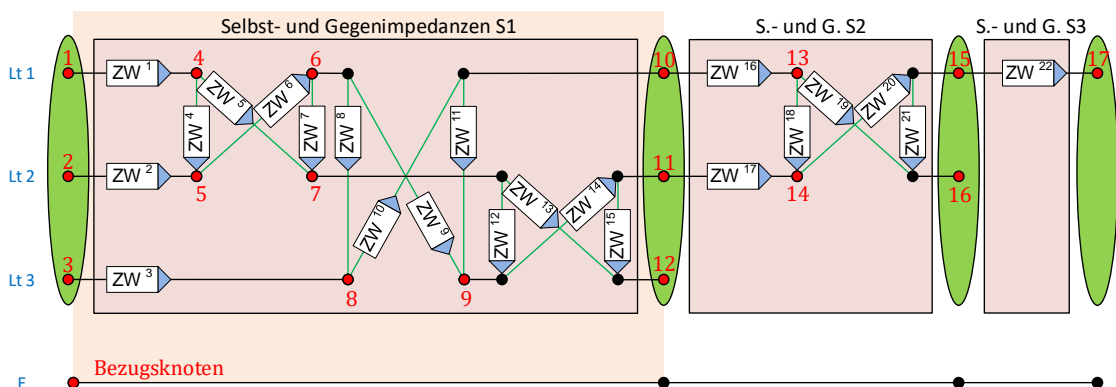 Selbst- und Gegenimpedanzen S1
S.- und G. S2
S.- und G. S3
1
4
6
10
13
15
17
Lt 1
ZW 1
ZW 16
ZW 22
ZW 4
ZW 5
ZW 6
ZW 7
ZW 8
ZW 11
ZW 18
ZW 19
ZW 20
ZW 21
2
11
Lt 2
ZW 2
ZW 17
5
7
14
16
ZW 10
ZW 9
ZW 12
ZW 13
ZW 14
ZW 15
3
12
Lt 3
ZW 3
8
9
Bezugsknoten